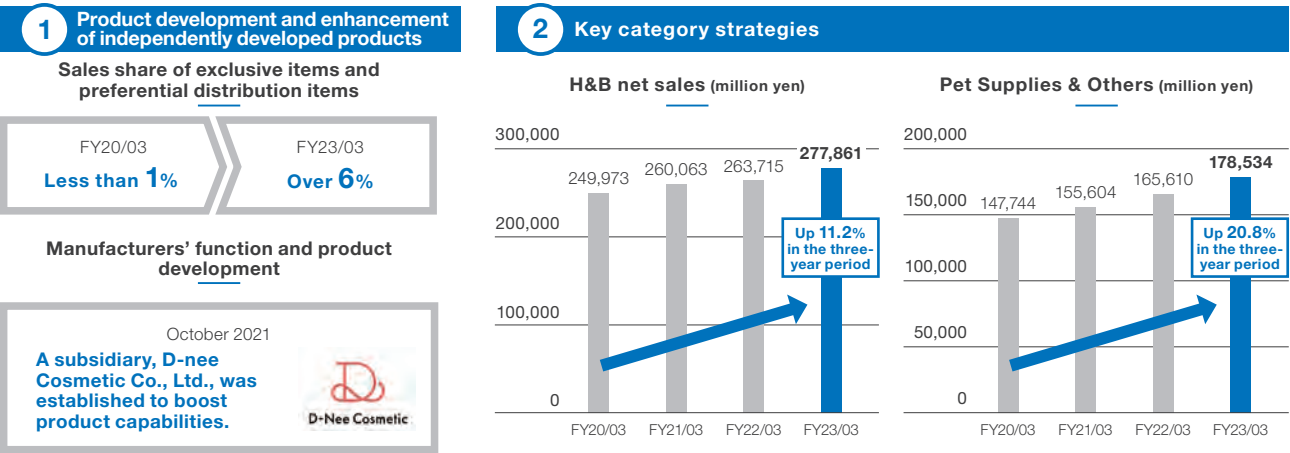 1
Product development and enhancement
of independently developed products
Sales share of exclusive items and
preferential distribution items
FY20/03
Less than 1%
FY23/03
Over 6%
Manufacturers' function and product
development
October 2021
A subsidiary, D-nee
Cosmetic Co., Ltd., was
established to boost
product capabilities.
D
D-Nee Cosmetic
2
Key category strategies
H&B net sales (million yen)
300,000
200,000
100,000
0
249,973
260,063
263,715
277,861
Up 11.2%
in the three-
year period
FY20/03
FY21/03
FY22/03
FY23/03
Pet Supplies & Others (million yen)
200,000
150,000
100,000
50,000
0
147,744
155,604
165,610
178,534
Up 20.8%
in the three-
year period
FY20/03
FY21/03
FY22/03
FY23/03